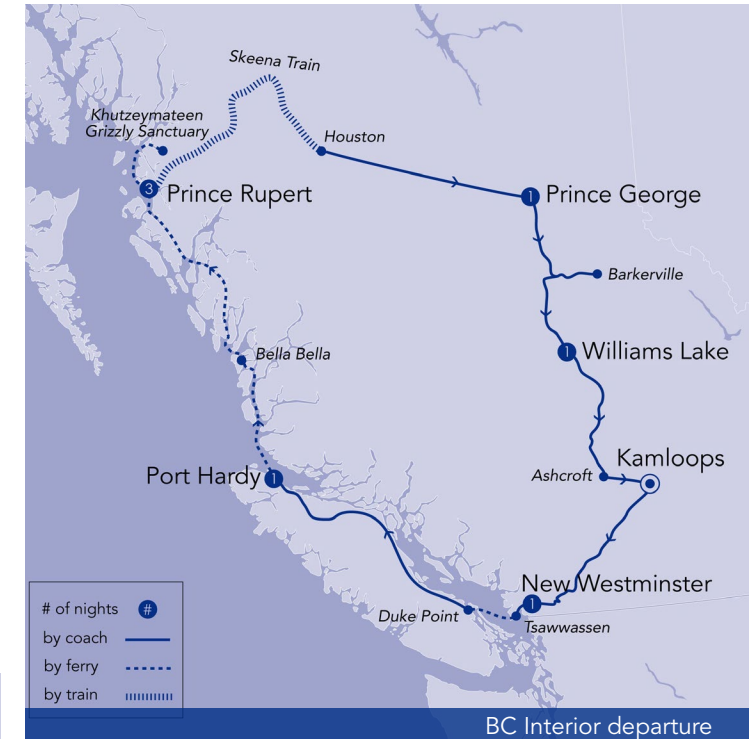 Skeena Train
Khutzeymateen
Grizzly Sanctuary
Houston
3
Prince Rupert
1
Prince George
Barkerville
1
Williams Lake
Bella Bella
Kamloops
Ashcroft
Port Hardy
1
New Westminster
1
Duke Point
Tsawwassen
# of nights #
by coach
by ferry
by train
BC Interior departure